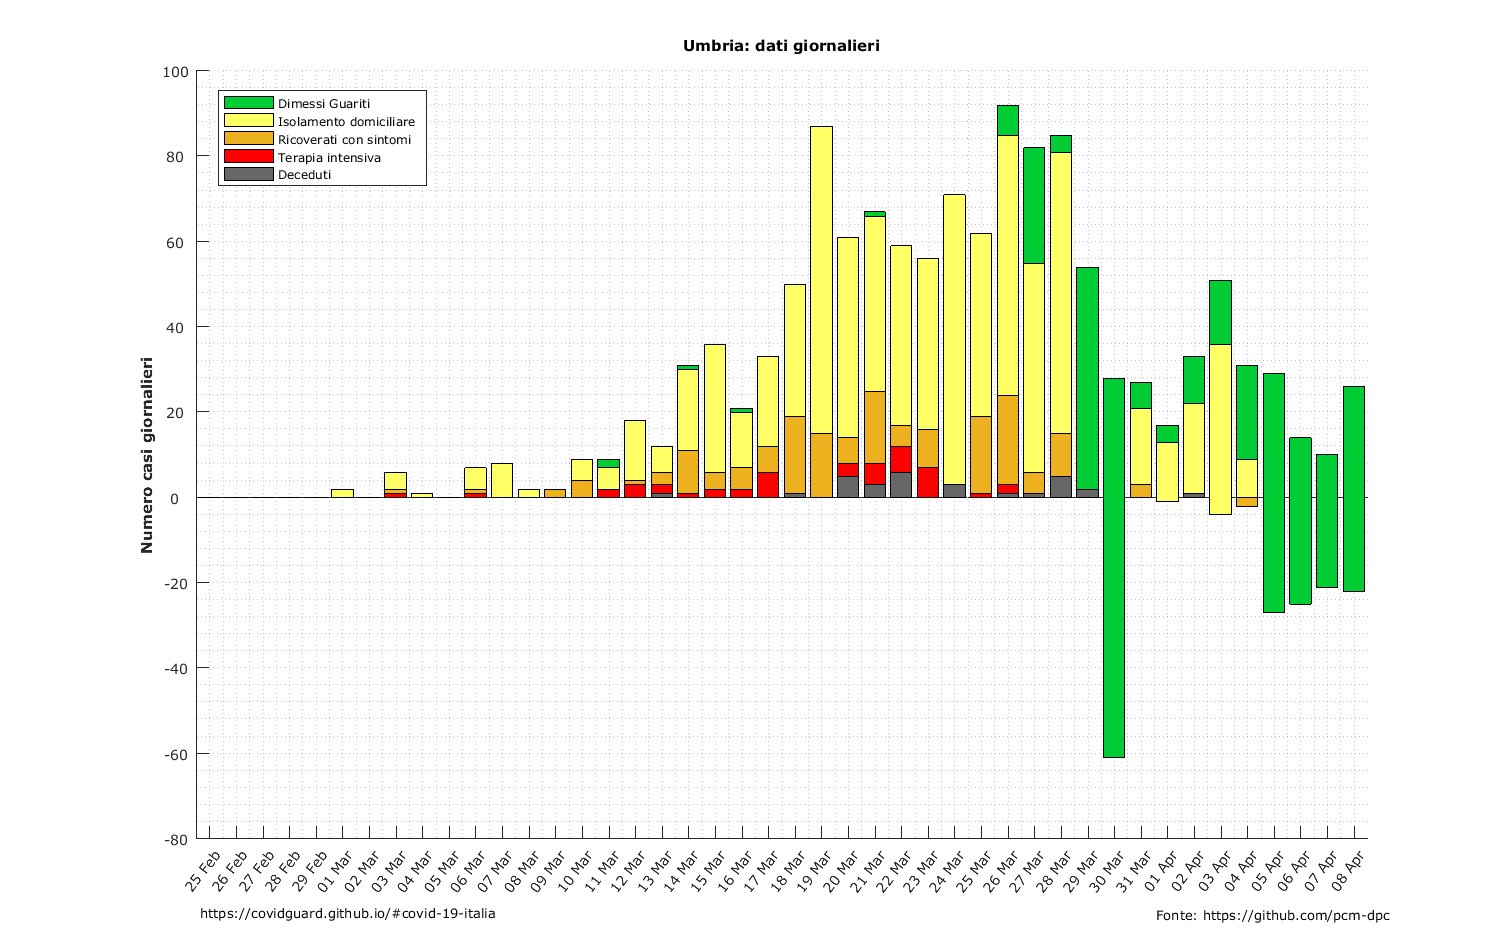 Umbria: dati giornalieri
100
80
60
40
20
0
-20
-40
-60
-80
Numero casi giornalieri
Dimessi Guariti
Isolamento domiciliare
Ricoverati con sintomi
Terapia intensiva
Deceduti
25 Feb
26 Feb
27 Feb
28 Feb
29 Feb
01 Mar
02 Mar
03 Mar
04 Mar
05 Mar
06 Mar
07 Mar
08 Mar
09 Mar
10 Mar
11 Mar
12 Mar
13 Mar
14 Mar
15 Mar
16 Mar
17 Mar
18 Mar
19 Mar
20 Mar
21 Mar
22 Mar
23 Mar
24 Mar
25 Mar
26 Mar
27 Mar
28 Mar
29 Mar
30 Mar
31 Mar
01 Apr
02 Apr
03 Apr
04 Apr
05 Apr
06 Apr
07 Apr
08 Apr
https://covidguard.github.io/#covid-19-italia
Fonte: https://github.com/pcm-dpc